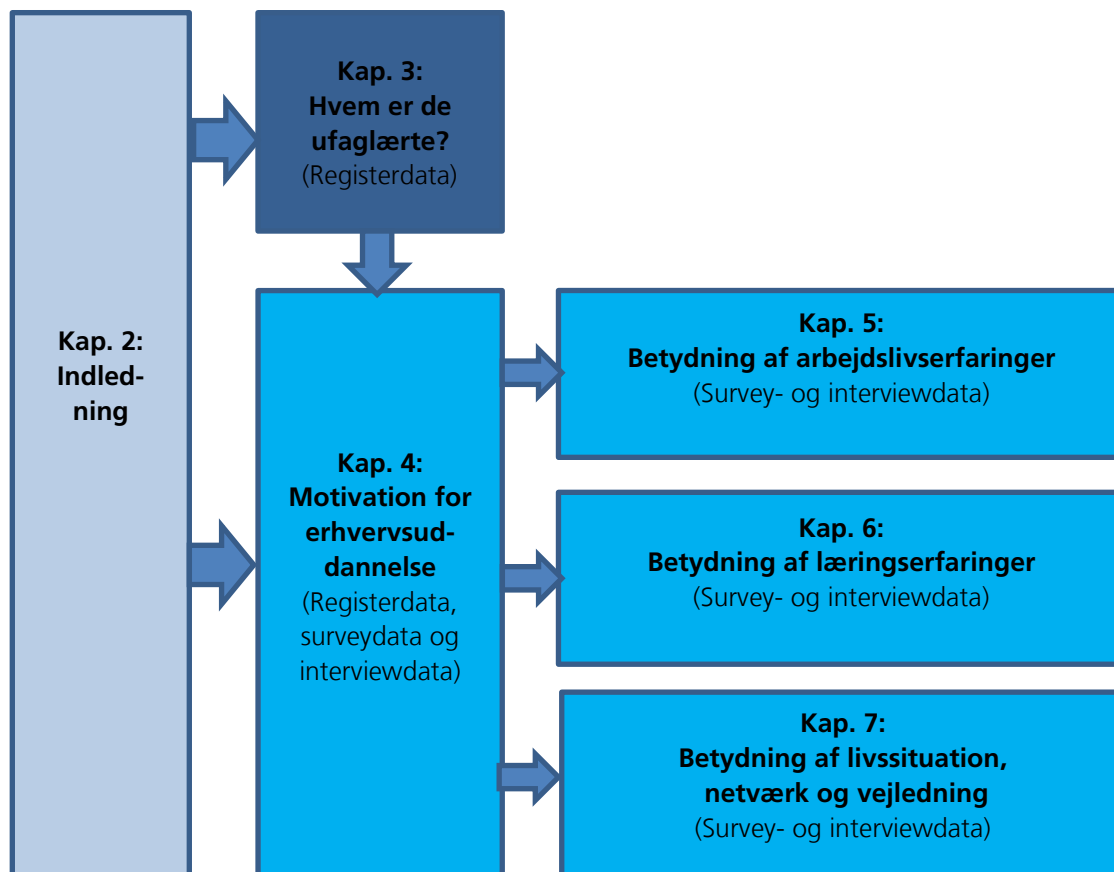 Kap. 2:
Indled-
ning
Kap. 3:
Hvem er de
ufaglærte?
(Registerdata)
Kap. 4:
Motivation for
erhvervsud-
dannelse
(Registerdata,
surveydata og
interviewdata)
Kap. 5:
Betydning af arbejdslivserfaringer
(Survey- og interviewdata)
Kap. 6:
Betydning af læringserfaringer
(Survey- og interviewdata)
Kap. 7:
Betydning af livssituation,
netværk og vejledning
(Survey- og interviewdata)